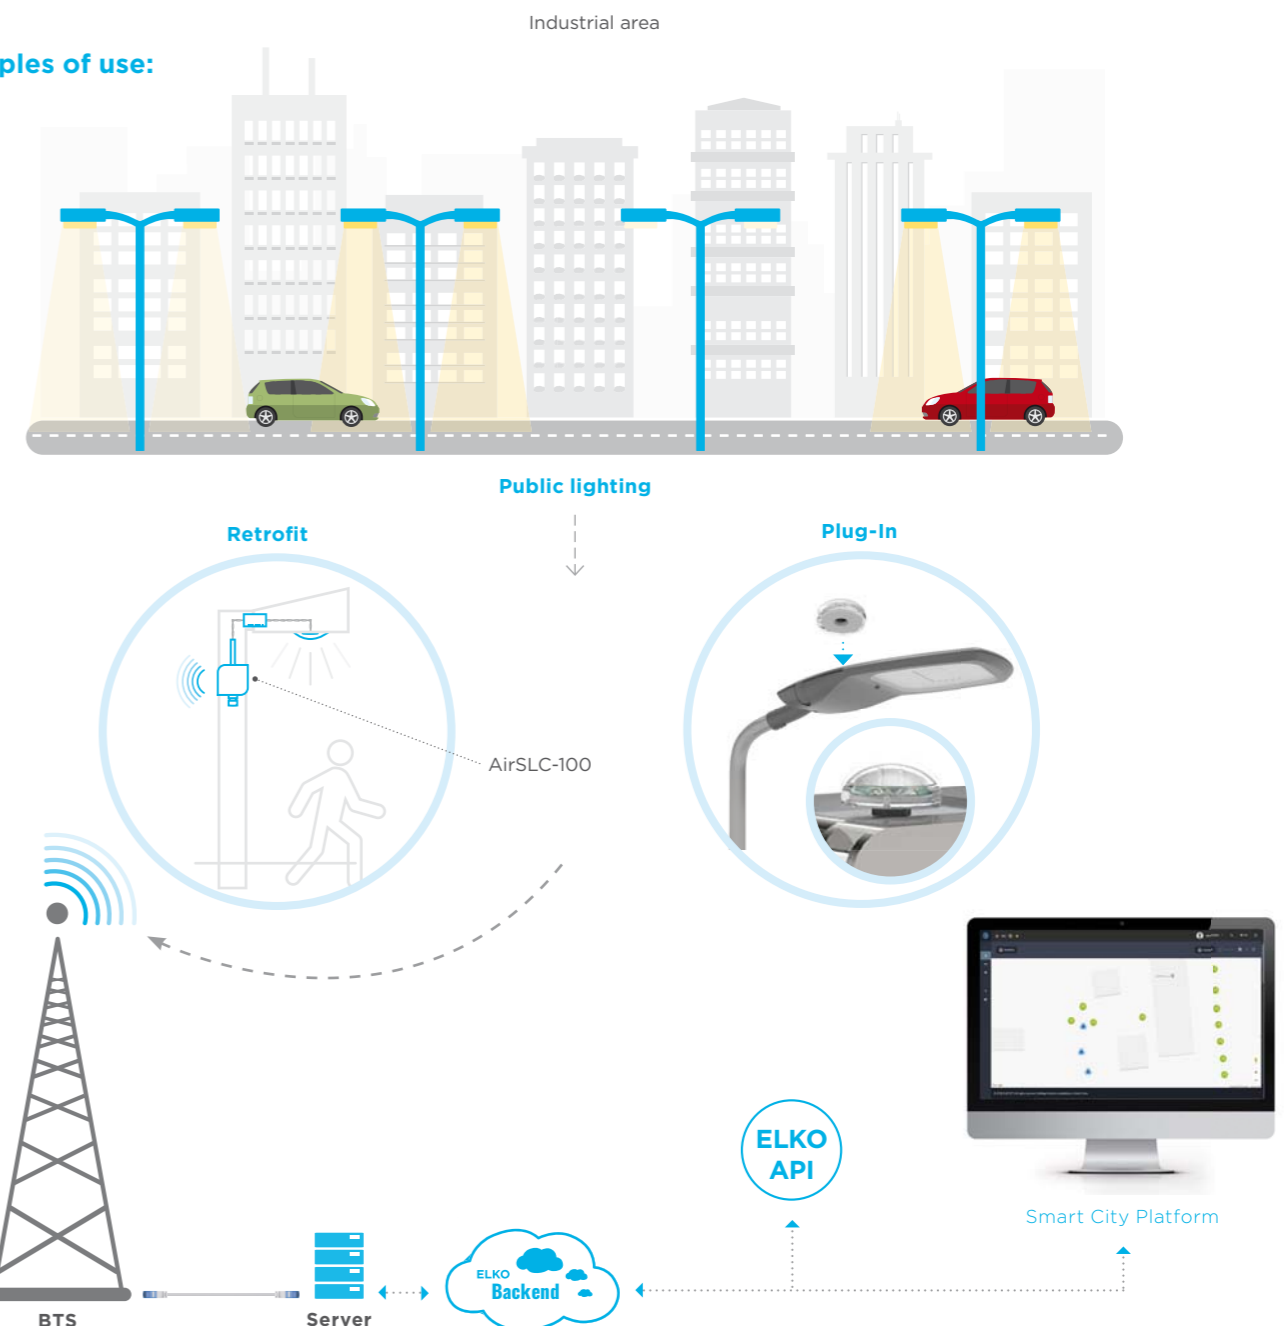 Industrial area
ples of use:
Public lighting
Retrofit
Plug-In
AirSLC-100
ELKO
API
Smart City Platform
ELKO
Backend
BTS
Server